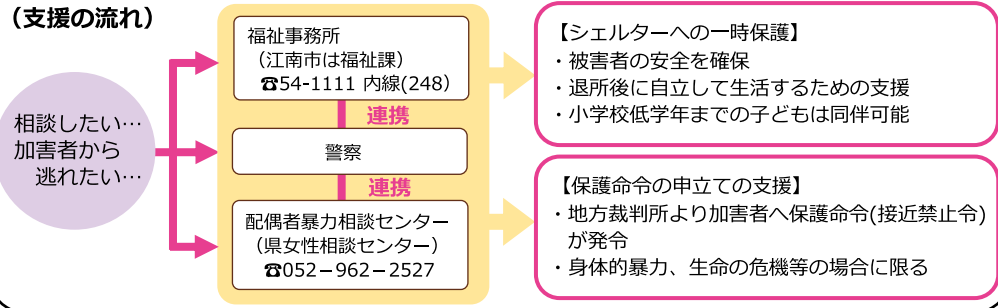 (支援の流れ)
相談したい…
加害者から
逃れたい…
福祉事務所
(江南市は福祉課)
☎54-1111 内線(248)
連携
警察
連携
配偶者暴力相談センター
(県女性相談センター)
☎052−962−2527
【シェルターへの一時保護】
・被害者の安全を確保
・退所後に自立して生活するための支援
・小学校低学年までの子どもは同伴可能
【保護命令の申立ての支援】
・地方裁判所より加害者へ保護命令(接近禁止令)
が発令
・身体的暴力、生命の危機等の場合に限る